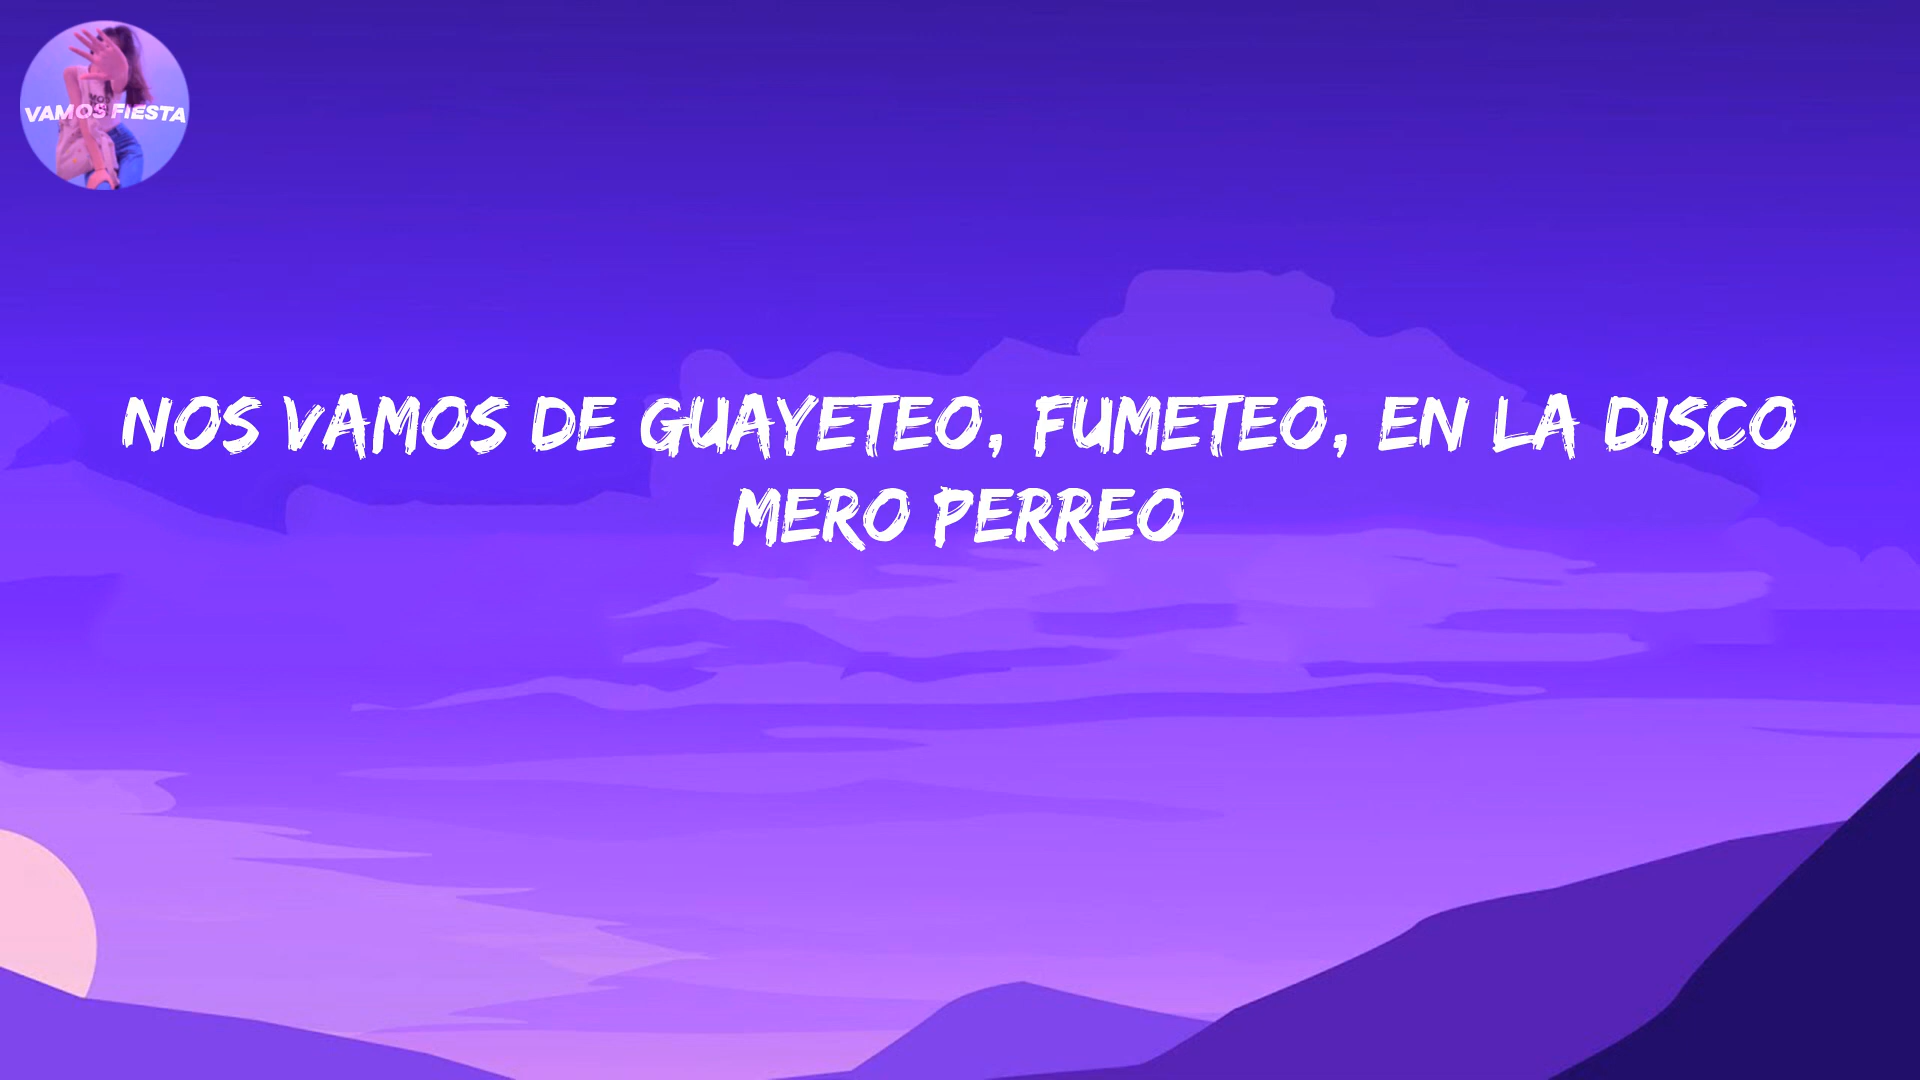 VAMOS FIESTA
NOS VAMOS DE GUAYETEO, FUMETEO, EN LA DISCO
MERO PERREO